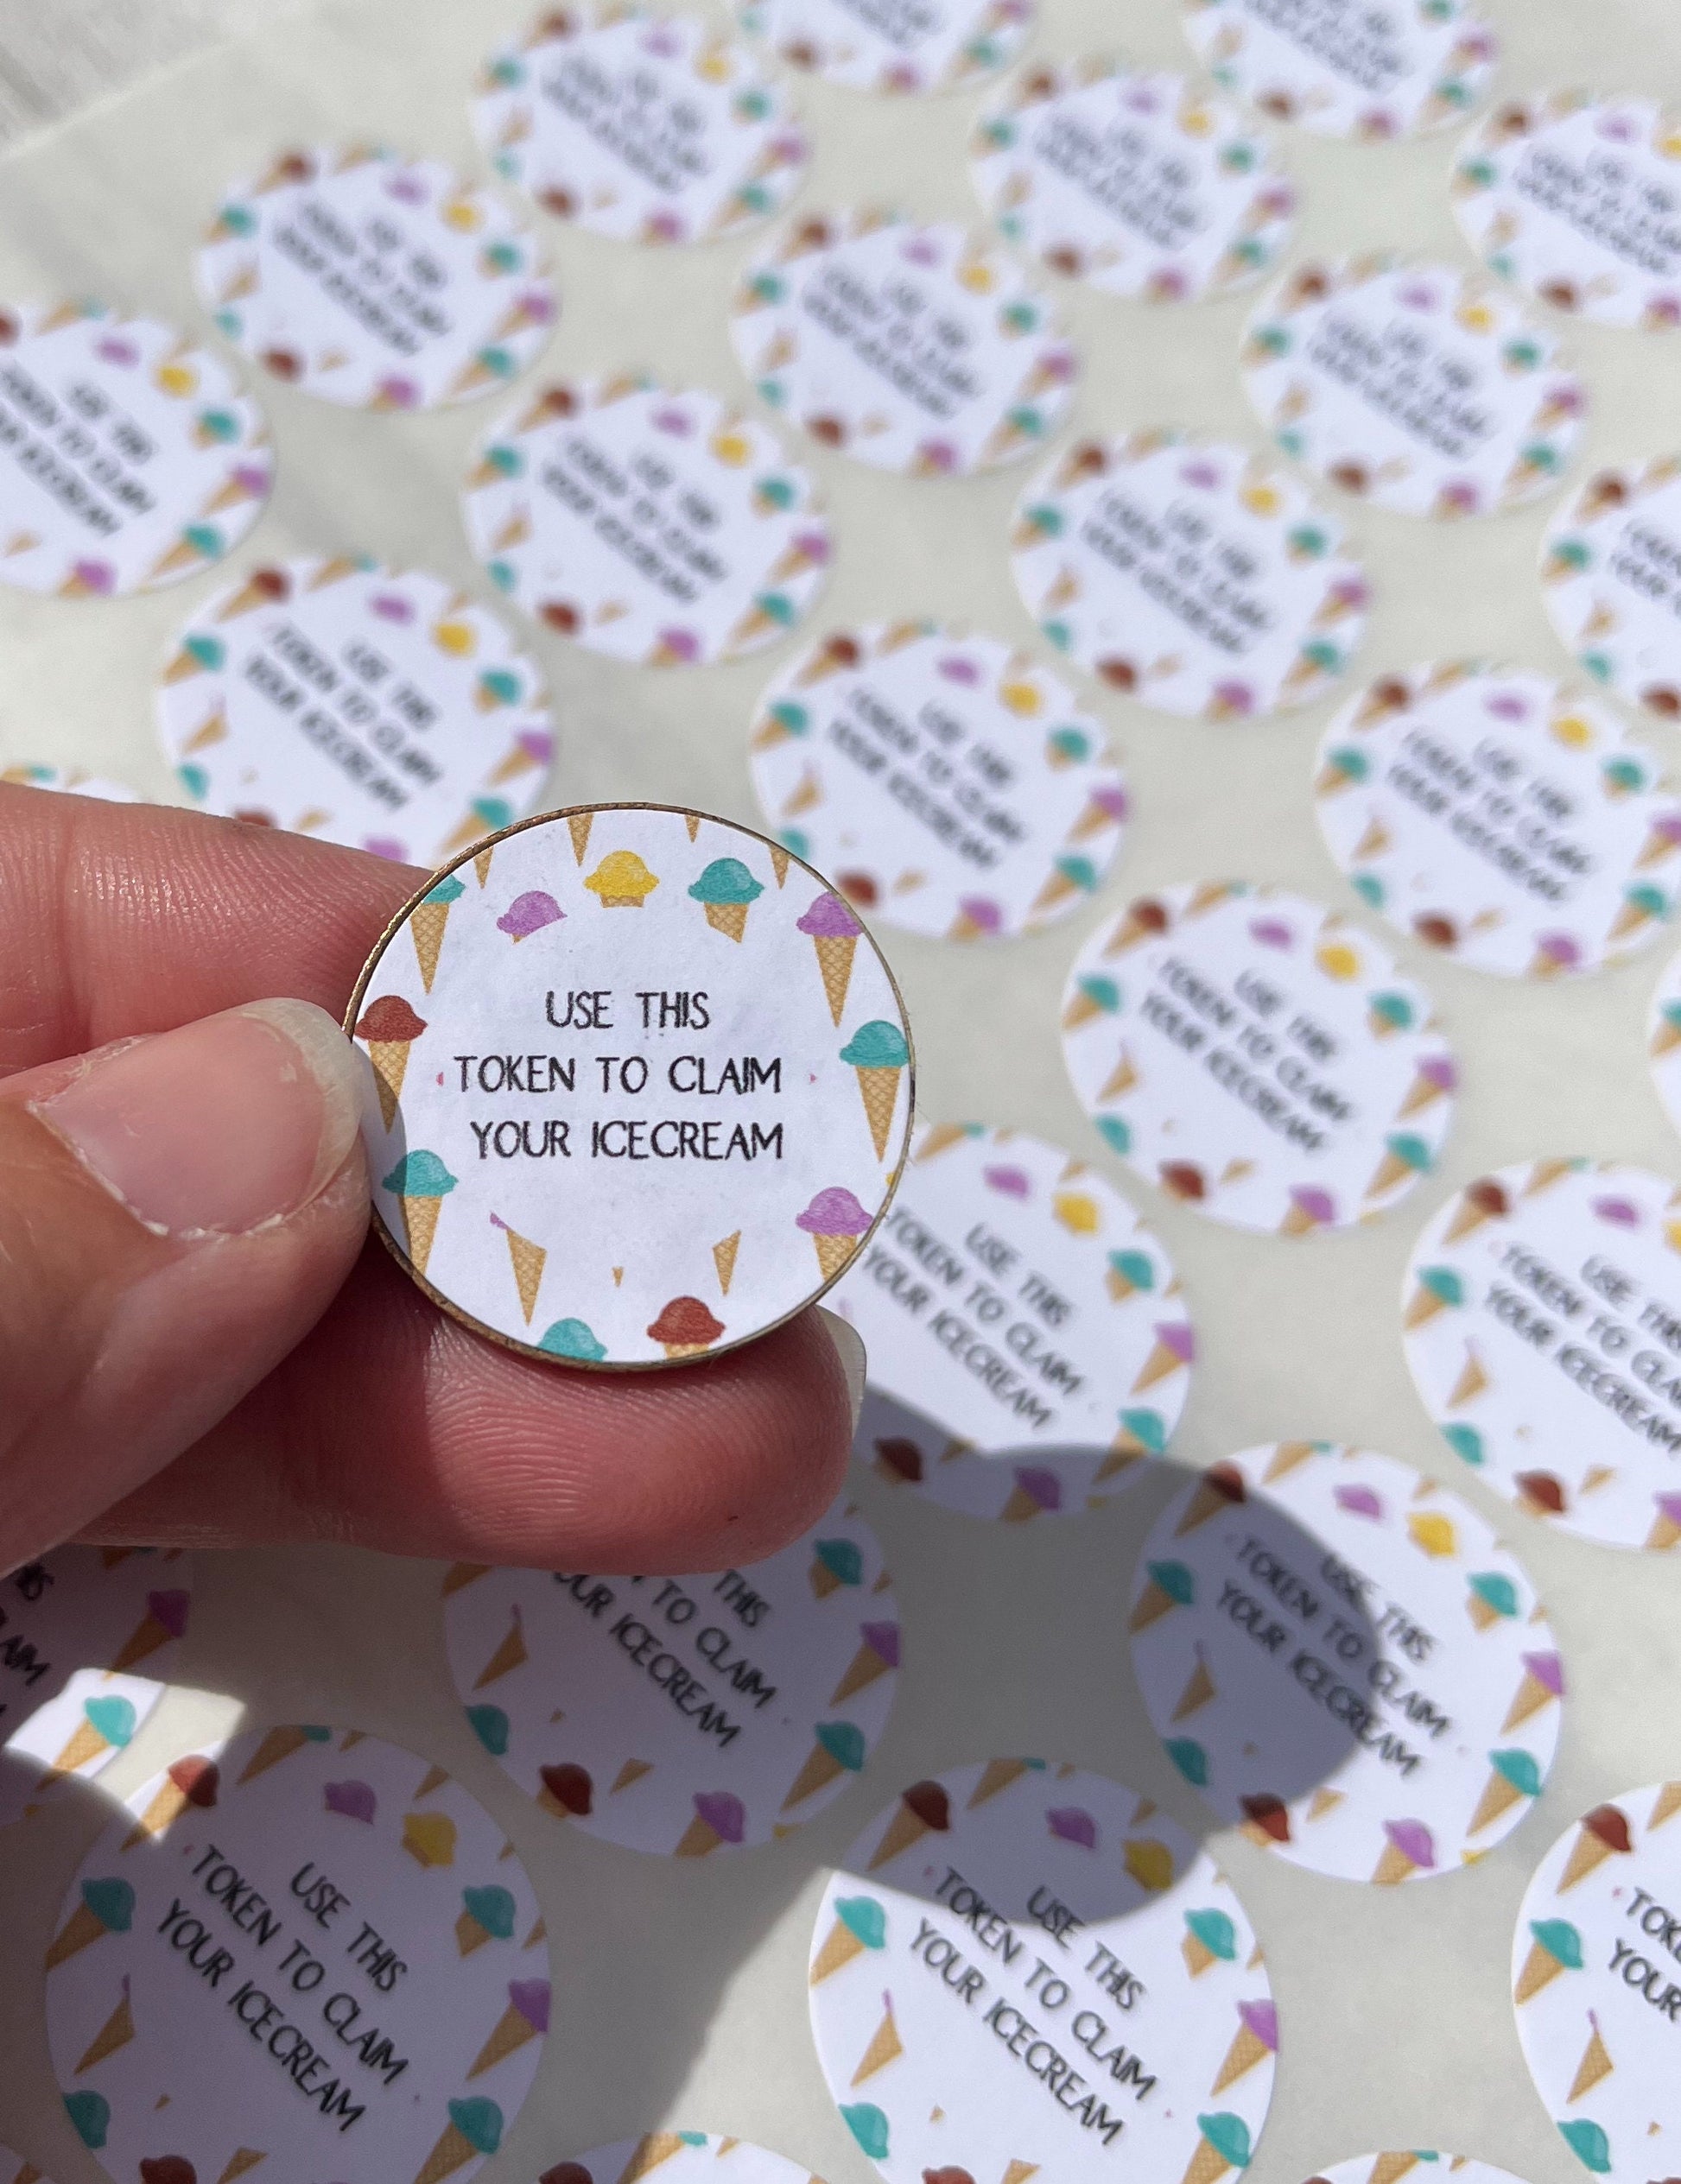 USE THIS
TOKEN TO CLAIM
YOUR ICECREAM